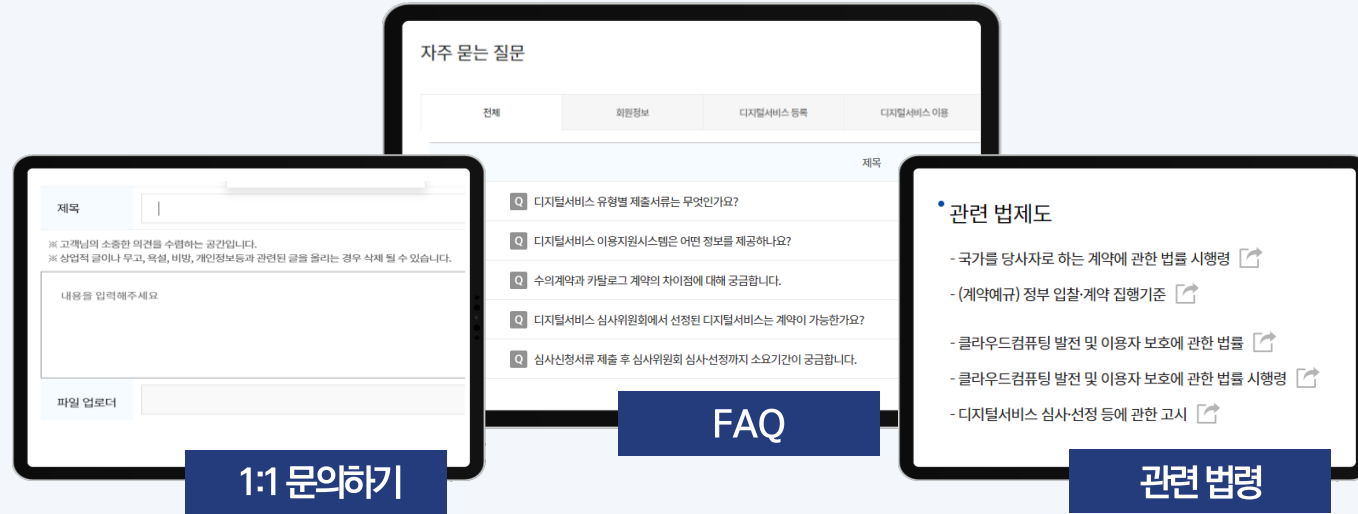 자주 묻는 질문
전체 회원정보 디지털서비스 등록 디지털서비스 이용
제목
Q 디지털서비스 유형별 제출서류는 무엇인가요?
Q 디지털서비스 이용지원시스템은 어떤 정보를 제공하나요?
Q 수의계약과 카탈로그 계약의 차이점에 대해 궁금합니다.
Q 디지털서비스 심사위원회에서 선정된 디지털서비스는 계약이 가능한가요?
Q 심사신청서류 제출 후 심사위원회 심사·선정까지 소요기간이 궁금합니다.
FAQ
제목
※ 고객님의 소중한 의견을 수렴하는 공간입니다.
※ 상업적 글이나 무고, 욕설, 비방, 개인정보등과 관련된 글을 올리는 경우 삭제 될 수 있습니다.
내용을 입력해주세요
파일 업로더
1:1 문의하기
관련 법제도
- 국가를 당사자로 하는 계약에 관한 법률 시행령
- (계약예규) 정부 입찰·계약 집행기준
- 클라우드컴퓨팅 발전 및 이용자 보호에 관한 법률
- 클라우드컴퓨팅 발전 및 이용자 보호에 관한 법률 시행령
- 디지털서비스 심사·선정 등에 관한 고시
관련 법령